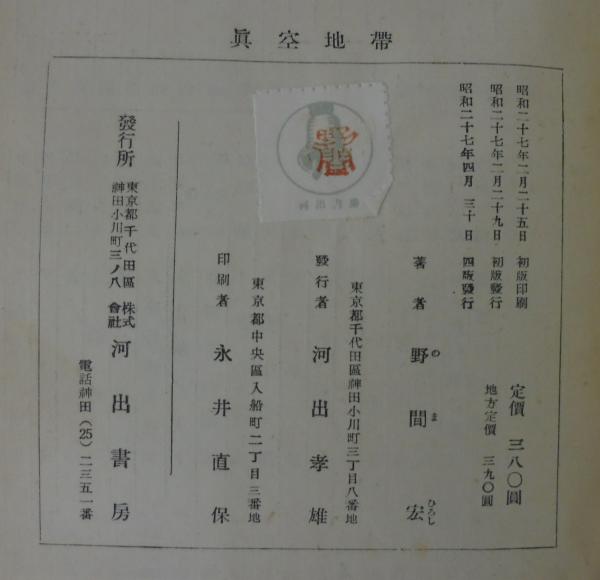 眞空地帶
昭和二十七年二月二十五日 初版印刷
昭和二十七年二月二十九日 初版發行
昭和二十七年四月三十日 四版發行
定價 三八〇圓
地方定價 三九〇圓
著者 野間宏
のま ひろし
東京都千代田區神田小川町三丁目八番地
發行者 河出孝雄
東京都中央區入船町二丁目三番地
印刷者 永井直保
發行所
東京都千代田區
神田小川町三ノ八
株式會社 河出書房
電話神田(25)二三五一番